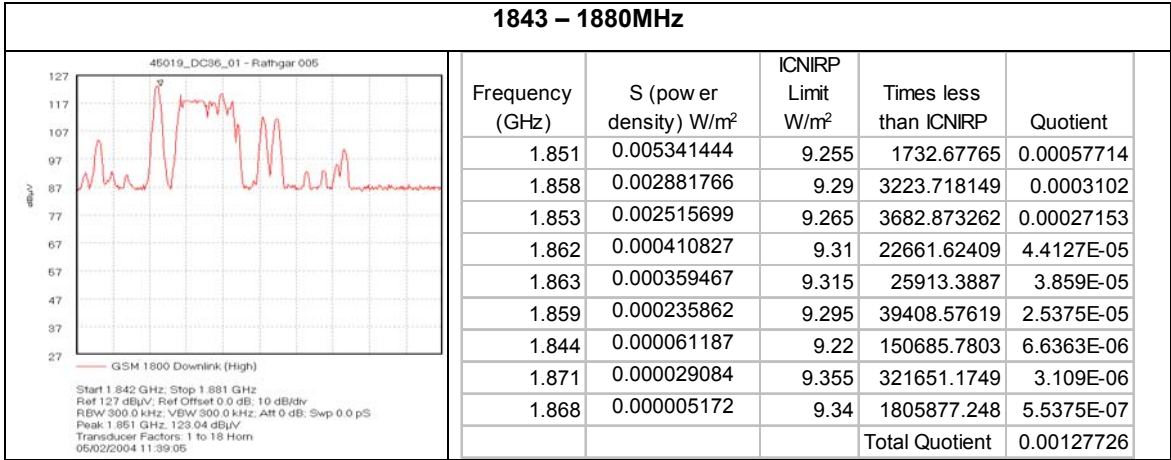 1843 – 1880MHz
45019_DC36_01 - Rathgar 005
127
117
107
97
87
77
67
57
47
37
27
dBµV
GSM 1800 Downlink (High)
Start 1.842 GHz; Stop 1.881 GHz
Ref 127 dBµV; Ref Offset 0.0 dB; 10 dB/div
RBW 300.0 kHz; VBW 300.0 kHz; Att 0 dB; Swp 0.0 pS
Peak 1.851 GHz, 123.04 dBµV
Transducer Factors: 1 to 18 Horn
05/02/2004 11:39:05
Frequency (GHz) S (pow er density) W/m² ICNIRP Limit W/m² Times less than ICNIRP Quotient
1.851 0.005341444 9.255 1732.67765 0.00057714
1.858 0.002881766 9.29 3223.718149 0.0003102
1.853 0.002515699 9.265 3682.873262 0.00027153
1.862 0.000410827 9.31 22661.62409 4.4127E-05
1.863 0.000359467 9.315 25913.3887 3.859E-05
1.859 0.000235862 9.295 39408.57619 2.5375E-05
1.844 0.000061187 9.22 150685.7803 6.6363E-06
1.871 0.000029084 9.355 321651.1749 3.109E-06
1.868 0.000005172 9.34 1805877.248 5.5375E-07
Total Quotient 0.00127726